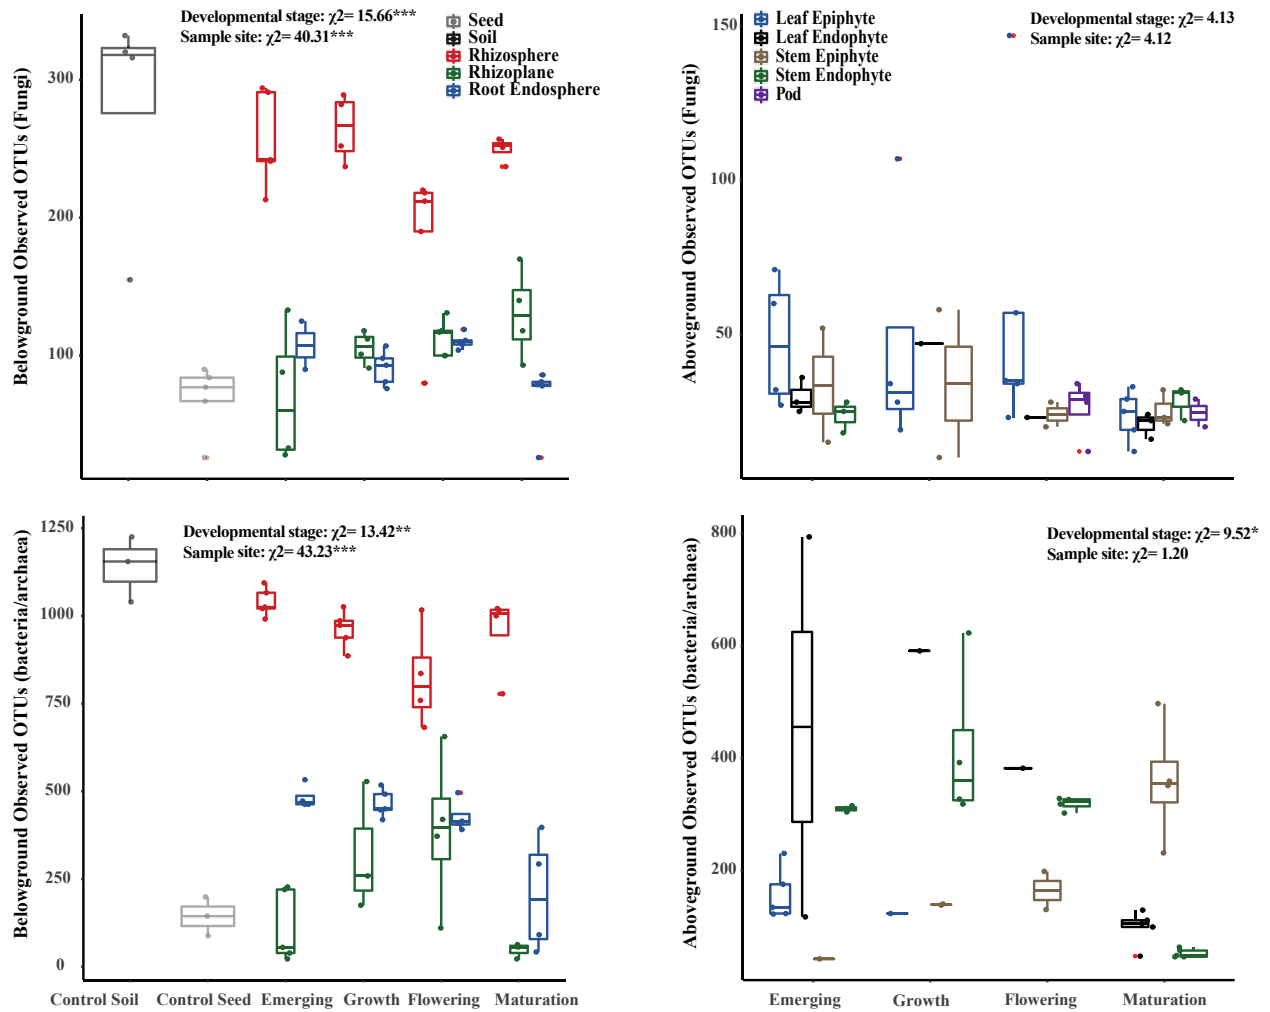 Developmental stage: χ2= 15.66***
Sample site: χ2= 40.31***
Seed
Soil
Rhizosphere
Rhizoplane
Root Endosphere
Belowground Observed OTUs (Fungi)
300
200
100
Leaf Epiphyte
Leaf Endophyte
Stem Epiphyte
Stem Endophyte
Pod
Developmental stage: χ2= 4.13
Sample site: χ2= 4.12
Aboveground Observed OTUs (Fungi)
150
100
50
Developmental stage: χ2= 13.42**
Sample site: χ2= 43.23***
Belowground Observed OTUs (bacteria/archaea)
1250
1000
750
500
250
0
Control Soil Control Seed Emerging Growth Flowering Maturation
Developmental stage: χ2= 9.52*
Sample site: χ2= 1.20
Aboveground Observed OTUs (bacteria/archaea)
800
600
400
200
Emerging Growth Flowering Maturation